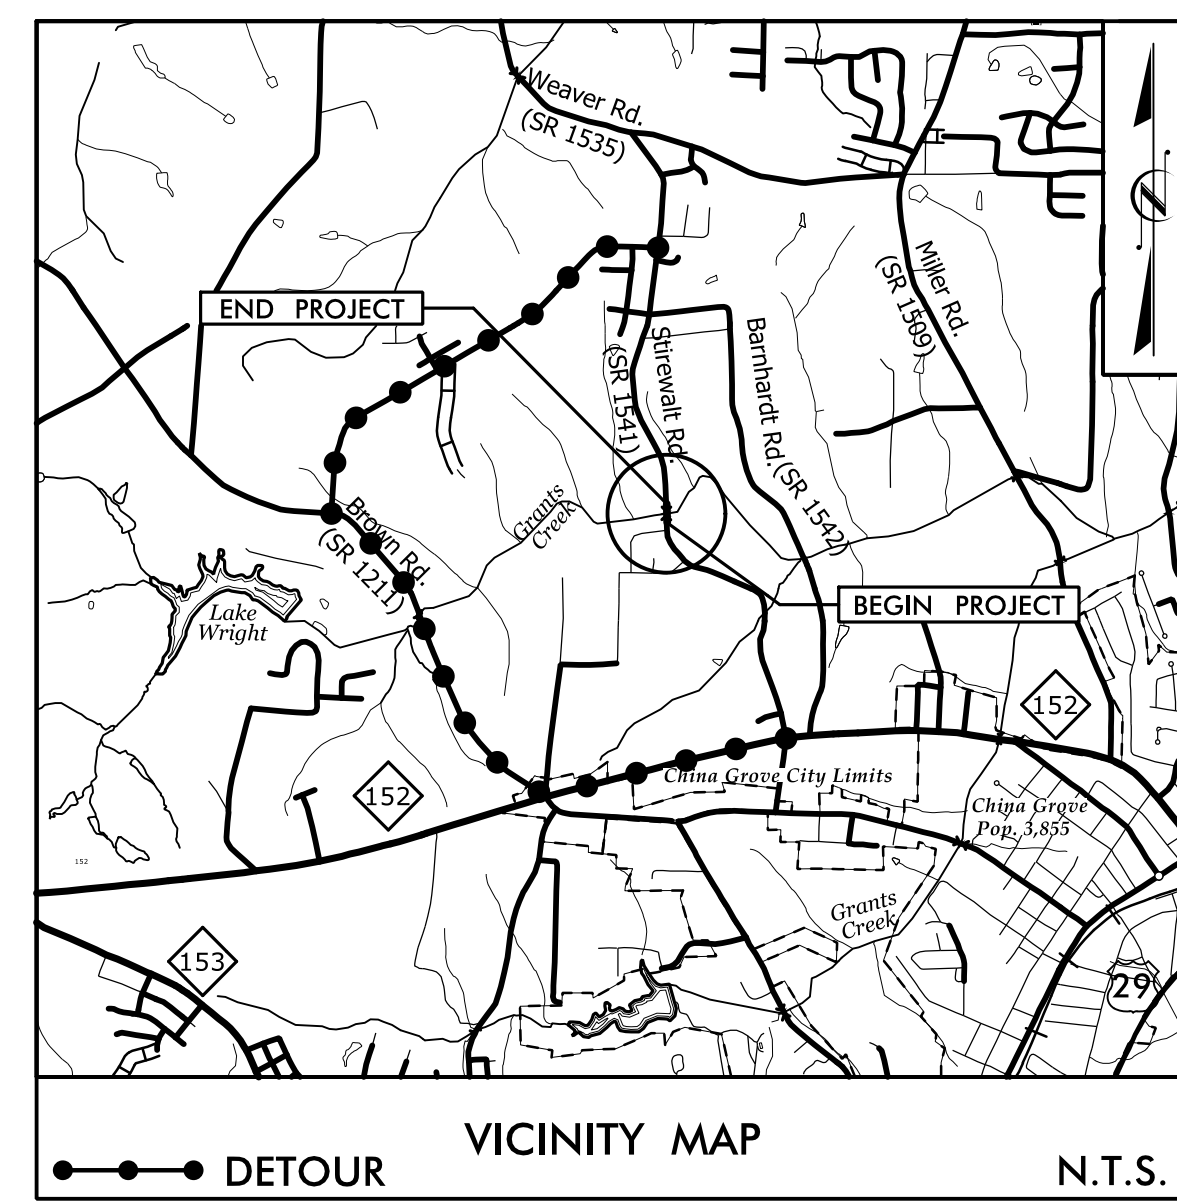 Weaver Rd.
(SR 1535)
Miller Rd.
(SR 1509)
END PROJECT
Stirewalt Rd.
(SR 1541)
Barnhardt Rd.
(SR 1542)
Grants
Creek
Brown Rd.
(SR 1211)
BEGIN PROJECT
Lake
Wright
152
152
China Grove City Limits
China Grove
Pop. 3,855
152
Grants
Creek
153
29
N
VICINITY MAP
DETOUR
N.T.S.